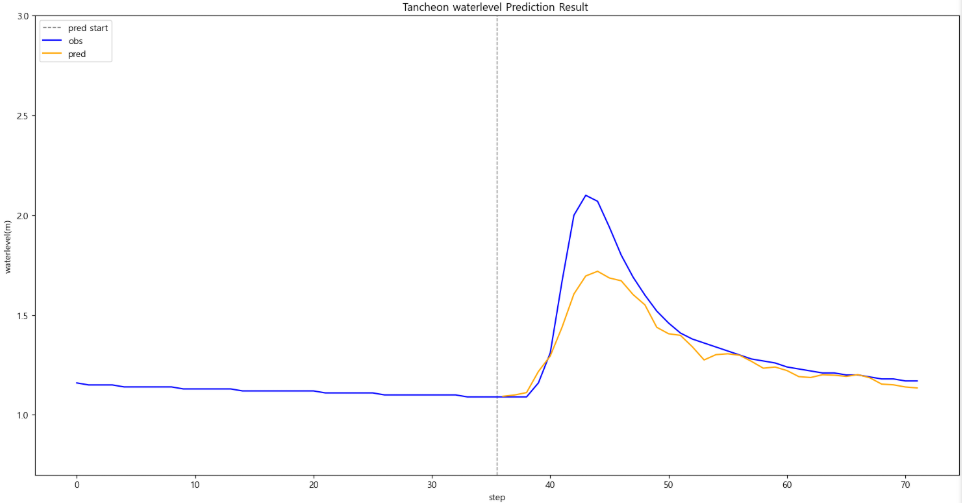 Tancheon waterlevel Prediction Result
pred start
obs
pred
waterlevel(m)
3.0
2.5
2.0
1.5
1.0
0 10 20 30 40 50 60 70
step